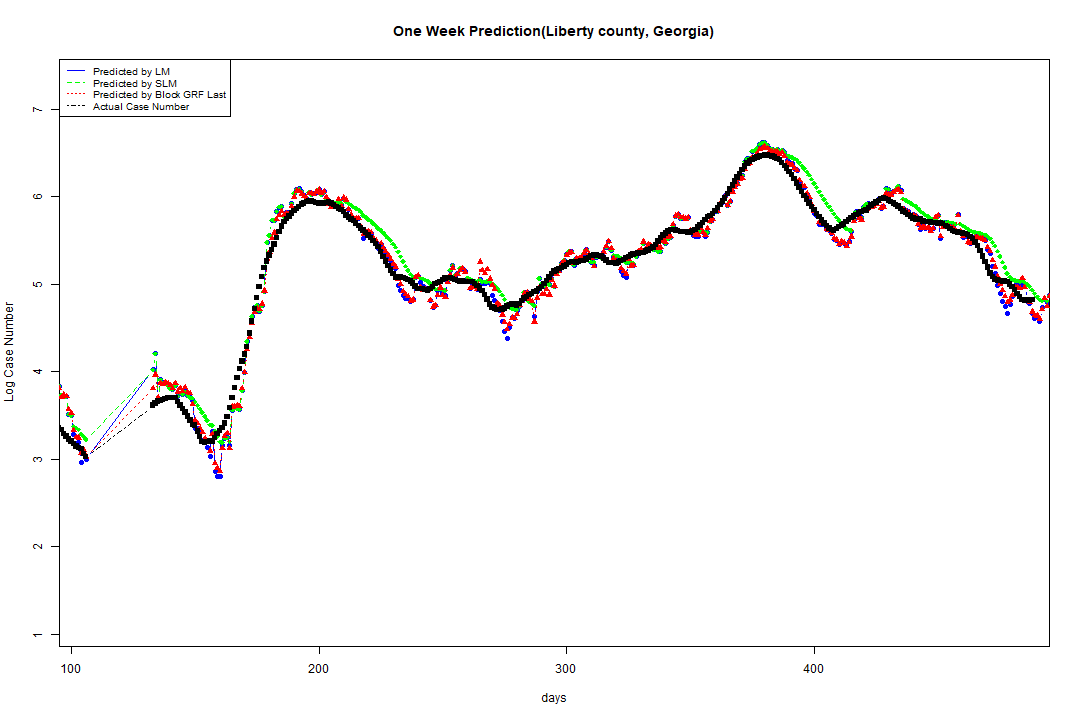 One Week Prediction(Liberty county, Georgia)
Predicted by LM
Predicted by SLM
Predicted by Block GRF Last
Actual Case Number
Log Case Number
7
6
5
4
3
2
1
100 200 300 400
days